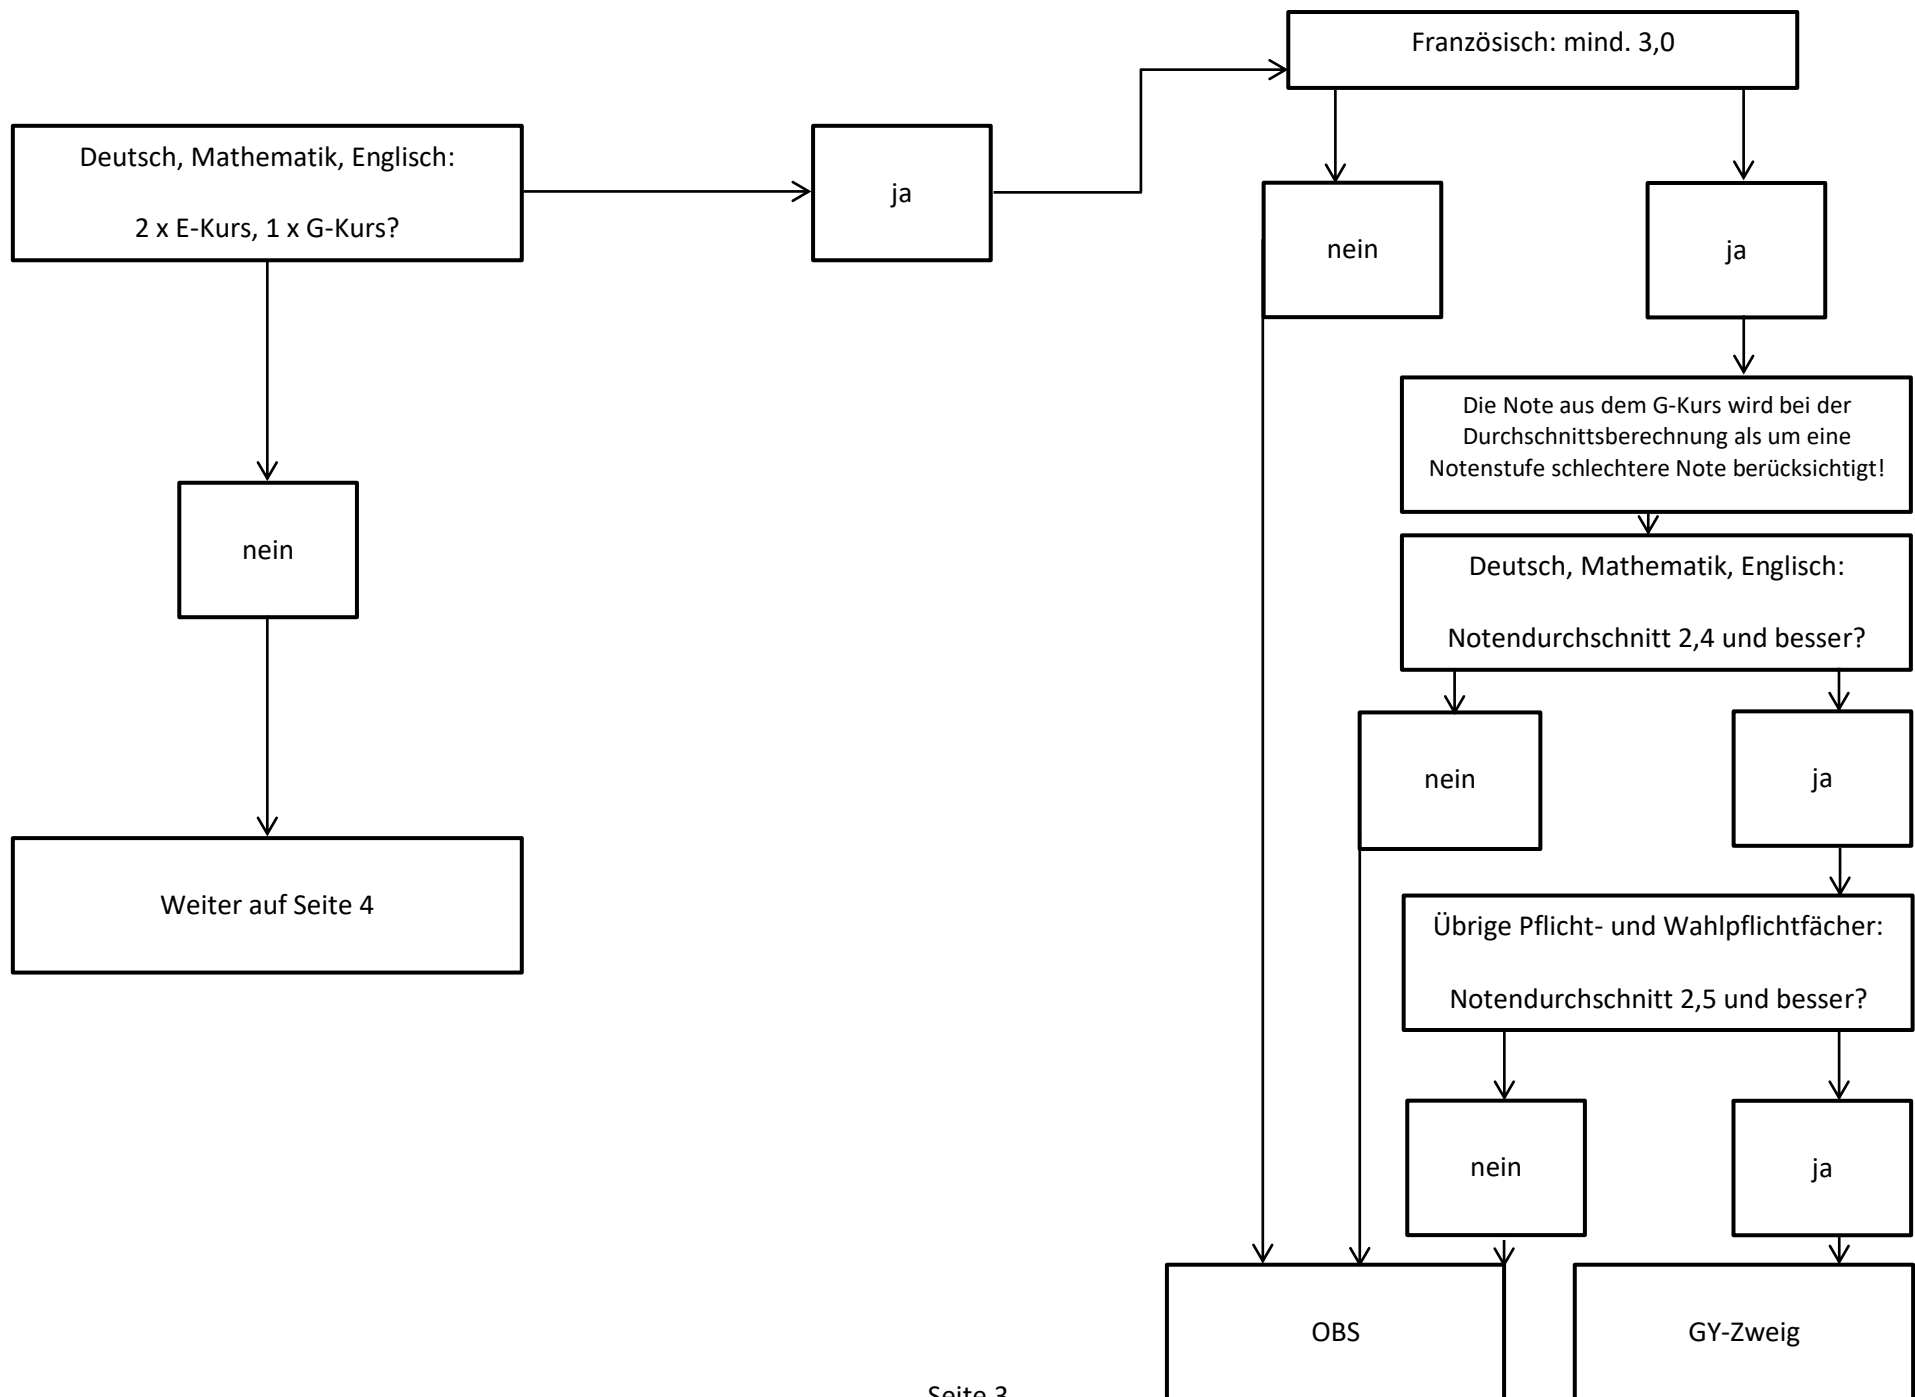 Französisch: mind. 3,0
Deutsch, Mathematik, Englisch:
2 x E-Kurs, 1 x G-Kurs?
ja
nein
ja
Die Note aus dem G-Kurs wird bei der
Durchschnittsberechnung als um eine
Notenstufe schlechtere Note berücksichtigt!
nein
Deutsch, Mathematik, Englisch:
Notendurchschnitt 2,4 und besser?
nein
ja
Weiter auf Seite 4
Übrige Pflicht- und Wahlpflichtfächer:
Notendurchschnitt 2,5 und besser?
nein
ja
OBS
GY-Zweig
Seite 3